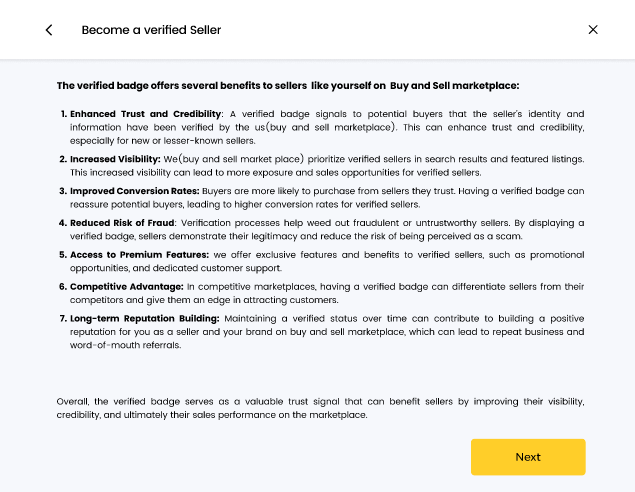 Become a verified Seller
The verified badge offers several benefits to sellers like yourself on Buy and Sell marketplace:
1. Enhanced Trust and Credibility: A verified badge signals to potential buyers that the seller's identity and
information have been verified by the us(buy and sell marketplace). This can enhance trust and credibility,
especially for new or lesser-known sellers.
2. Increased Visibility: We(buy and sell market place) prioritize verified sellers in search results and featured listings.
This increased visibility can lead to more exposure and sales opportunities for verified sellers.
3. Improved Conversion Rates: Buyers are more likely to purchase from sellers they trust. Having a verified badge can
reassure potential buyers, leading to higher conversion rates for verified sellers.
4. Reduced Risk of Fraud: Verification processes help weed out fraudulent or untrustworthy sellers. By displaying a
verified badge, sellers demonstrate their legitimacy and reduce the risk of being perceived as a scam.
5. Access to Premium Features: we offer exclusive features and benefits to verified sellers, such as promotional
opportunities, and dedicated customer support.
6. Competitive Advantage: In competitive marketplaces, having a verified badge can differentiate sellers from their
competitors and give them an edge in attracting customers.
7. Long-term Reputation Building: Maintaining a verified status over time can contribute to building a positive
reputation for you as a seller and your brand on buy and sell marketplace, which can lead to repeat business and
word-of-mouth referrals.
Overall, the verified badge serves as a valuable trust signal that can benefit sellers by improving their visibility,
credibility, and ultimately their sales performance on the marketplace.
Next